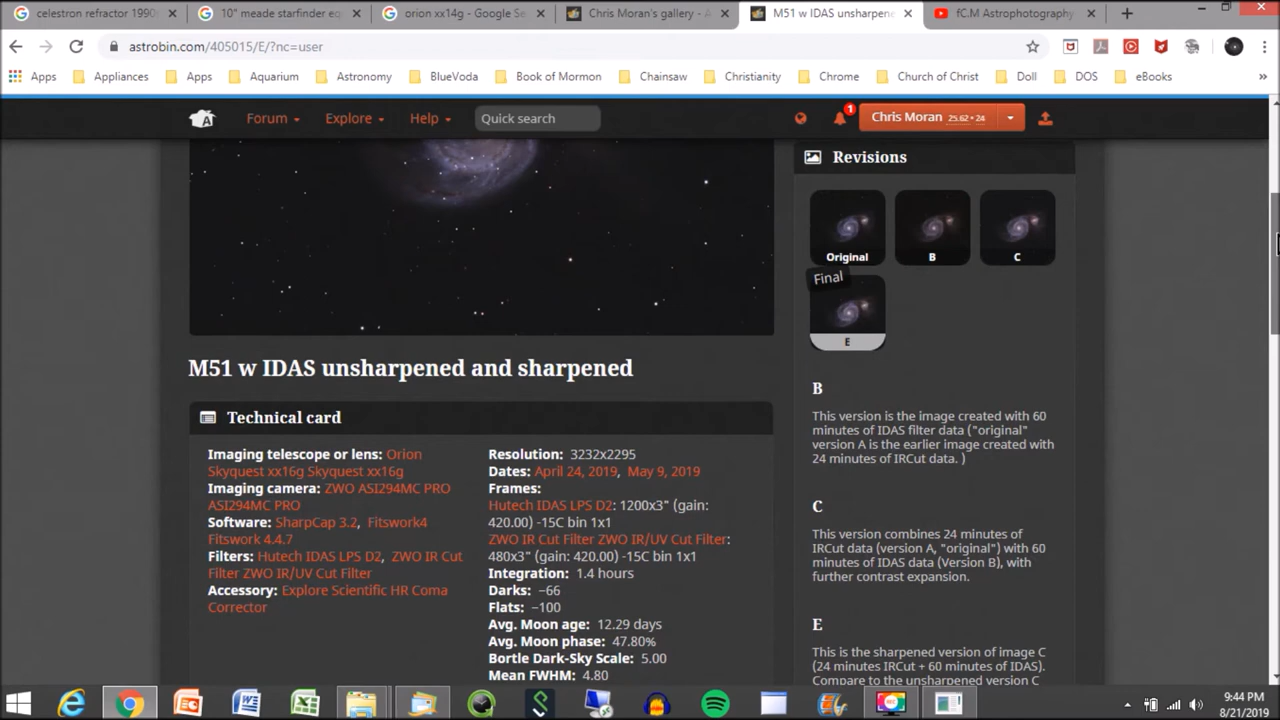 celestron refractor 1990
10" meade starfinder eq
orion xx14g - Google Se
Chris Moran's gallery - A
M51 w IDAS unsharpene
fC.M Astrophotography
astrobin.com/405015/E/?nc=user
Apps
Appliances
Apps
Aquarium
Astronomy
BlueVoda
Book of Mormon
Chainsaw
Christianity
Chrome
Church of Christ
Doll
DOS
eBooks
»
Forum
Explore
Help
Quick search
1
Chris Moran 25.62 • 24
Revisions
Original
B
C
Final
E
M51 w IDAS unsharpened and sharpened
Technical card
Imaging telescope or lens: Orion
Skyquest xx16g Skyquest xx16g
Imaging camera: ZWO ASI294MC PRO
ASI294MC PRO
Software: SharpCap 3.2, Fitswork4
Fitswork 4.4.7
Filters: Hutech IDAS LPS D2, ZWO IR Cut
Filter ZWO IR/UV Cut Filter
Accessory: Explore Scientific HR Coma
Corrector
Resolution: 3232x2295
Dates: April 24, 2019, May 9, 2019
Frames:
Hutech IDAS LPS D2: 1200x3" (gain:
420.00) -15C bin 1x1
ZWO IR Cut Filter ZWO IR/UV Cut Filter:
480x3" (gain: 420.00) -15C bin 1x1
Integration: 1.4 hours
Darks: ~66
Flats: ~100
Avg. Moon age: 12.29 days
Avg. Moon phase: 47.80%
Bortle Dark-Sky Scale: 5.00
Mean FWHM: 4.80
B
This version is the image created with 60
minutes of IDAS filter data ("original"
version A is the earlier image created with
24 minutes of IRCut data. )
C
This version combines 24 minutes of
IRCut data (version A, "original") with 60
minutes of IDAS data (Version B), with
further contrast expansion.
E
This is the sharpened version of image C
(24 minutes IRCut + 60 minutes of IDAS).
Compare to the unsharpened version C
9:44 PM
8/21/2019